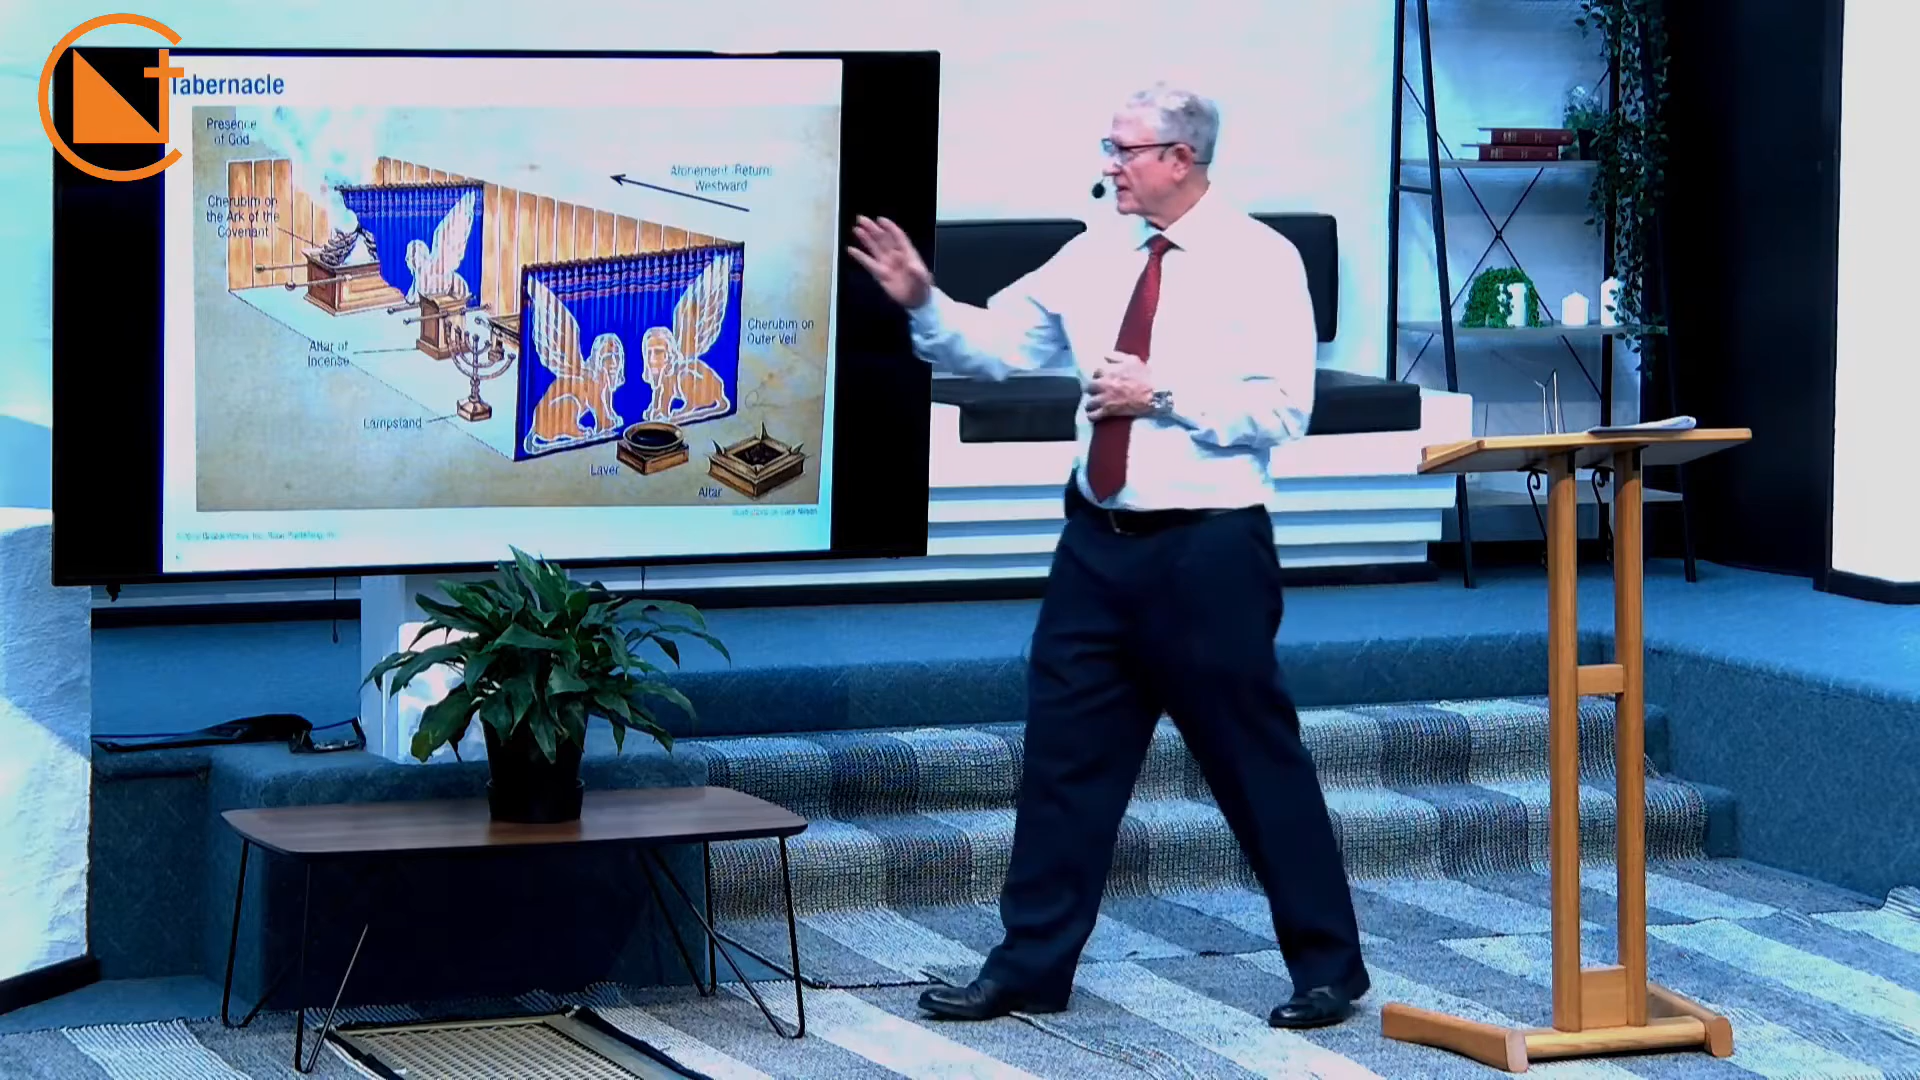 Tabernacle
Presence
of God
Atonement: Return
Westward
Cherubim on
the Ark of the
Covenant
Cherubim on
Outer Veil
Altar of
Incense
Lampstand
Laver
Altar